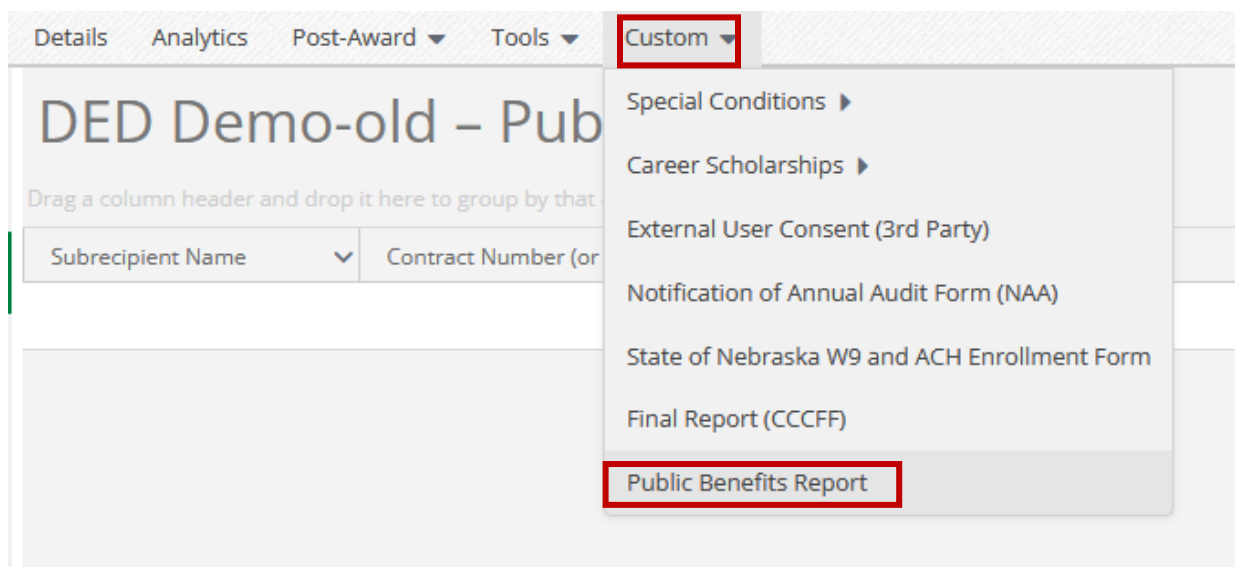 Details Analytics Post-Award Tools Custom
DED Demo-old – Pub
Drag a column header and drop it here to group by that
Subrecipient Name Contract Number (or
Special Conditions
Career Scholarships
External User Consent (3rd Party)
Notification of Annual Audit Form (NAA)
State of Nebraska W9 and ACH Enrollment Form
Final Report (CCCFF)
Public Benefits Report